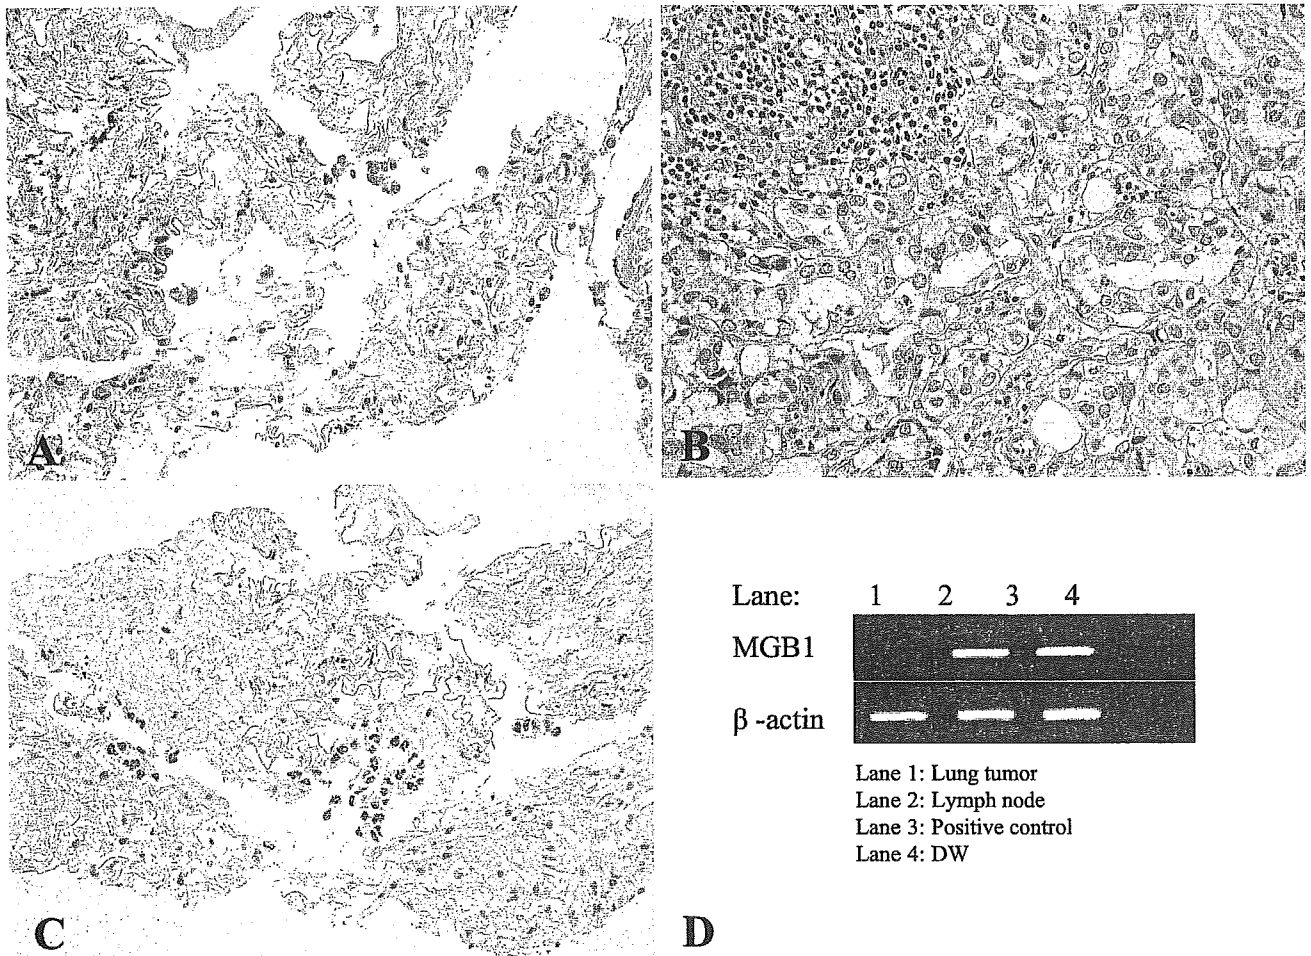 A
B
Lane: 1 2 3 4
MGB1
β -actin
Lane 1: Lung tumor
Lane 2: Lymph node
Lane 3: Positive control
Lane 4: DW
C
D